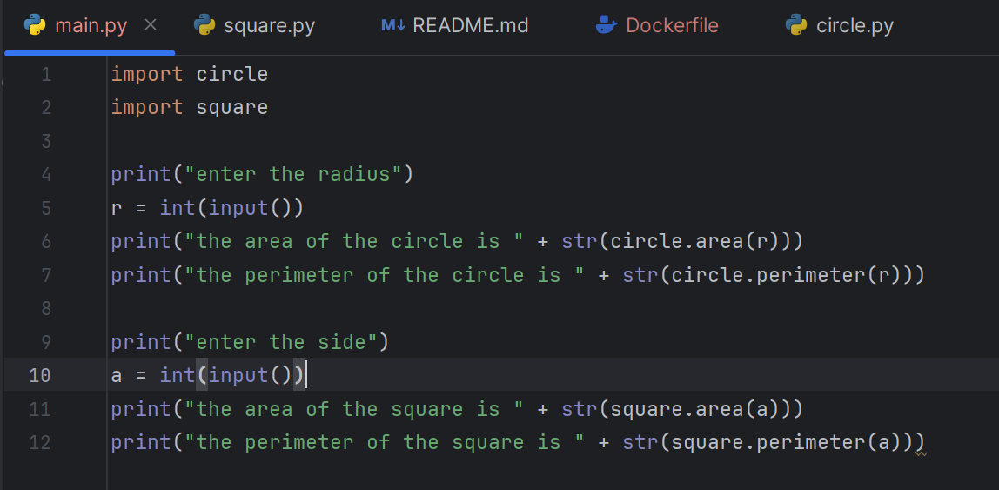 main.py square.py M↓ README.md Dockerfile circle.py
1 import circle
2 import square
3
4 print("enter the radius")
5 r = int(input())
6 print("the area of the circle is " + str(circle.area(r)))
7 print("the perimeter of the circle is " + str(circle.perimeter(r)))
8
9 print("enter the side")
10 a = int(input())
11 print("the area of the square is " + str(square.area(a)))
12 print("the perimeter of the square is " + str(square.perimeter(a)))